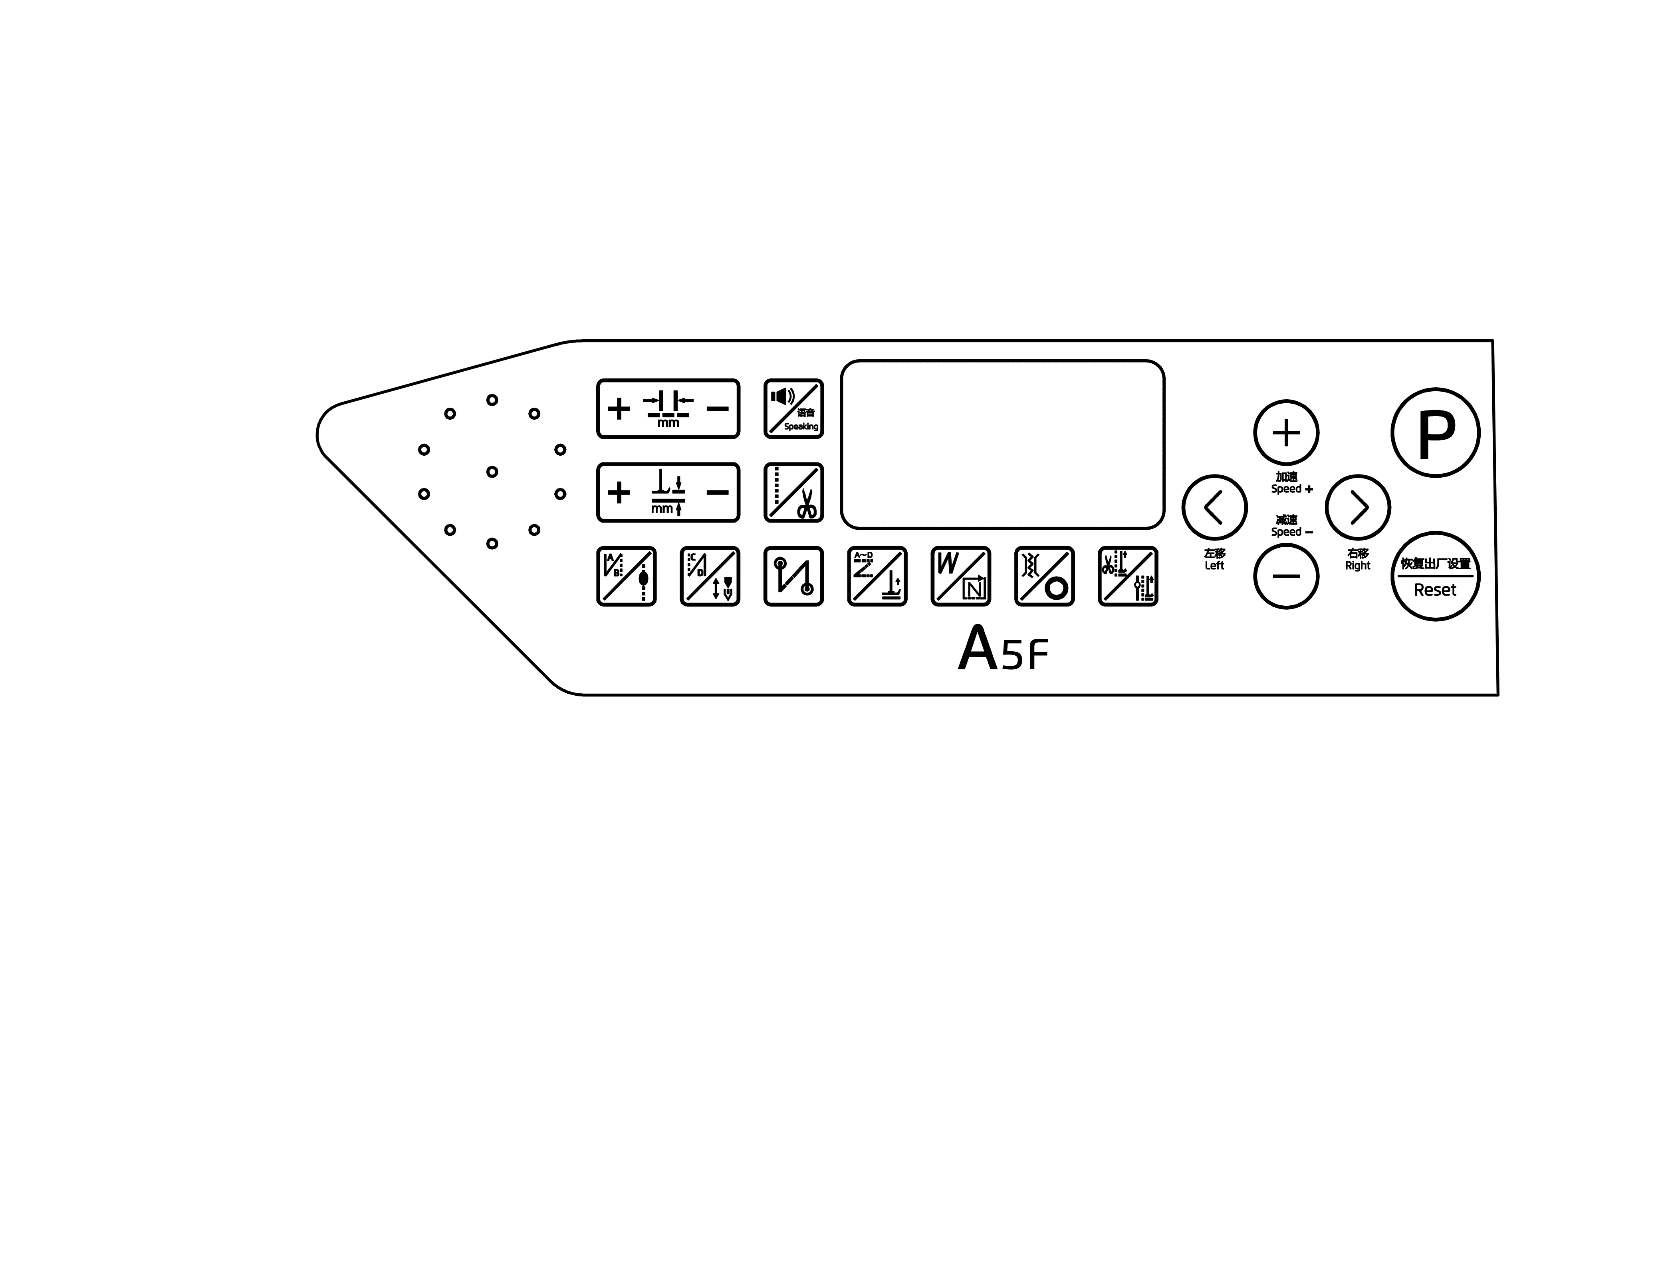 mm
语音
Speaking
mm
A
B
C
D
A~D
W
N
A5F
加速
Speed +
减速
Speed −
左移
Left
右移
Right
P
恢复出厂设置
Reset